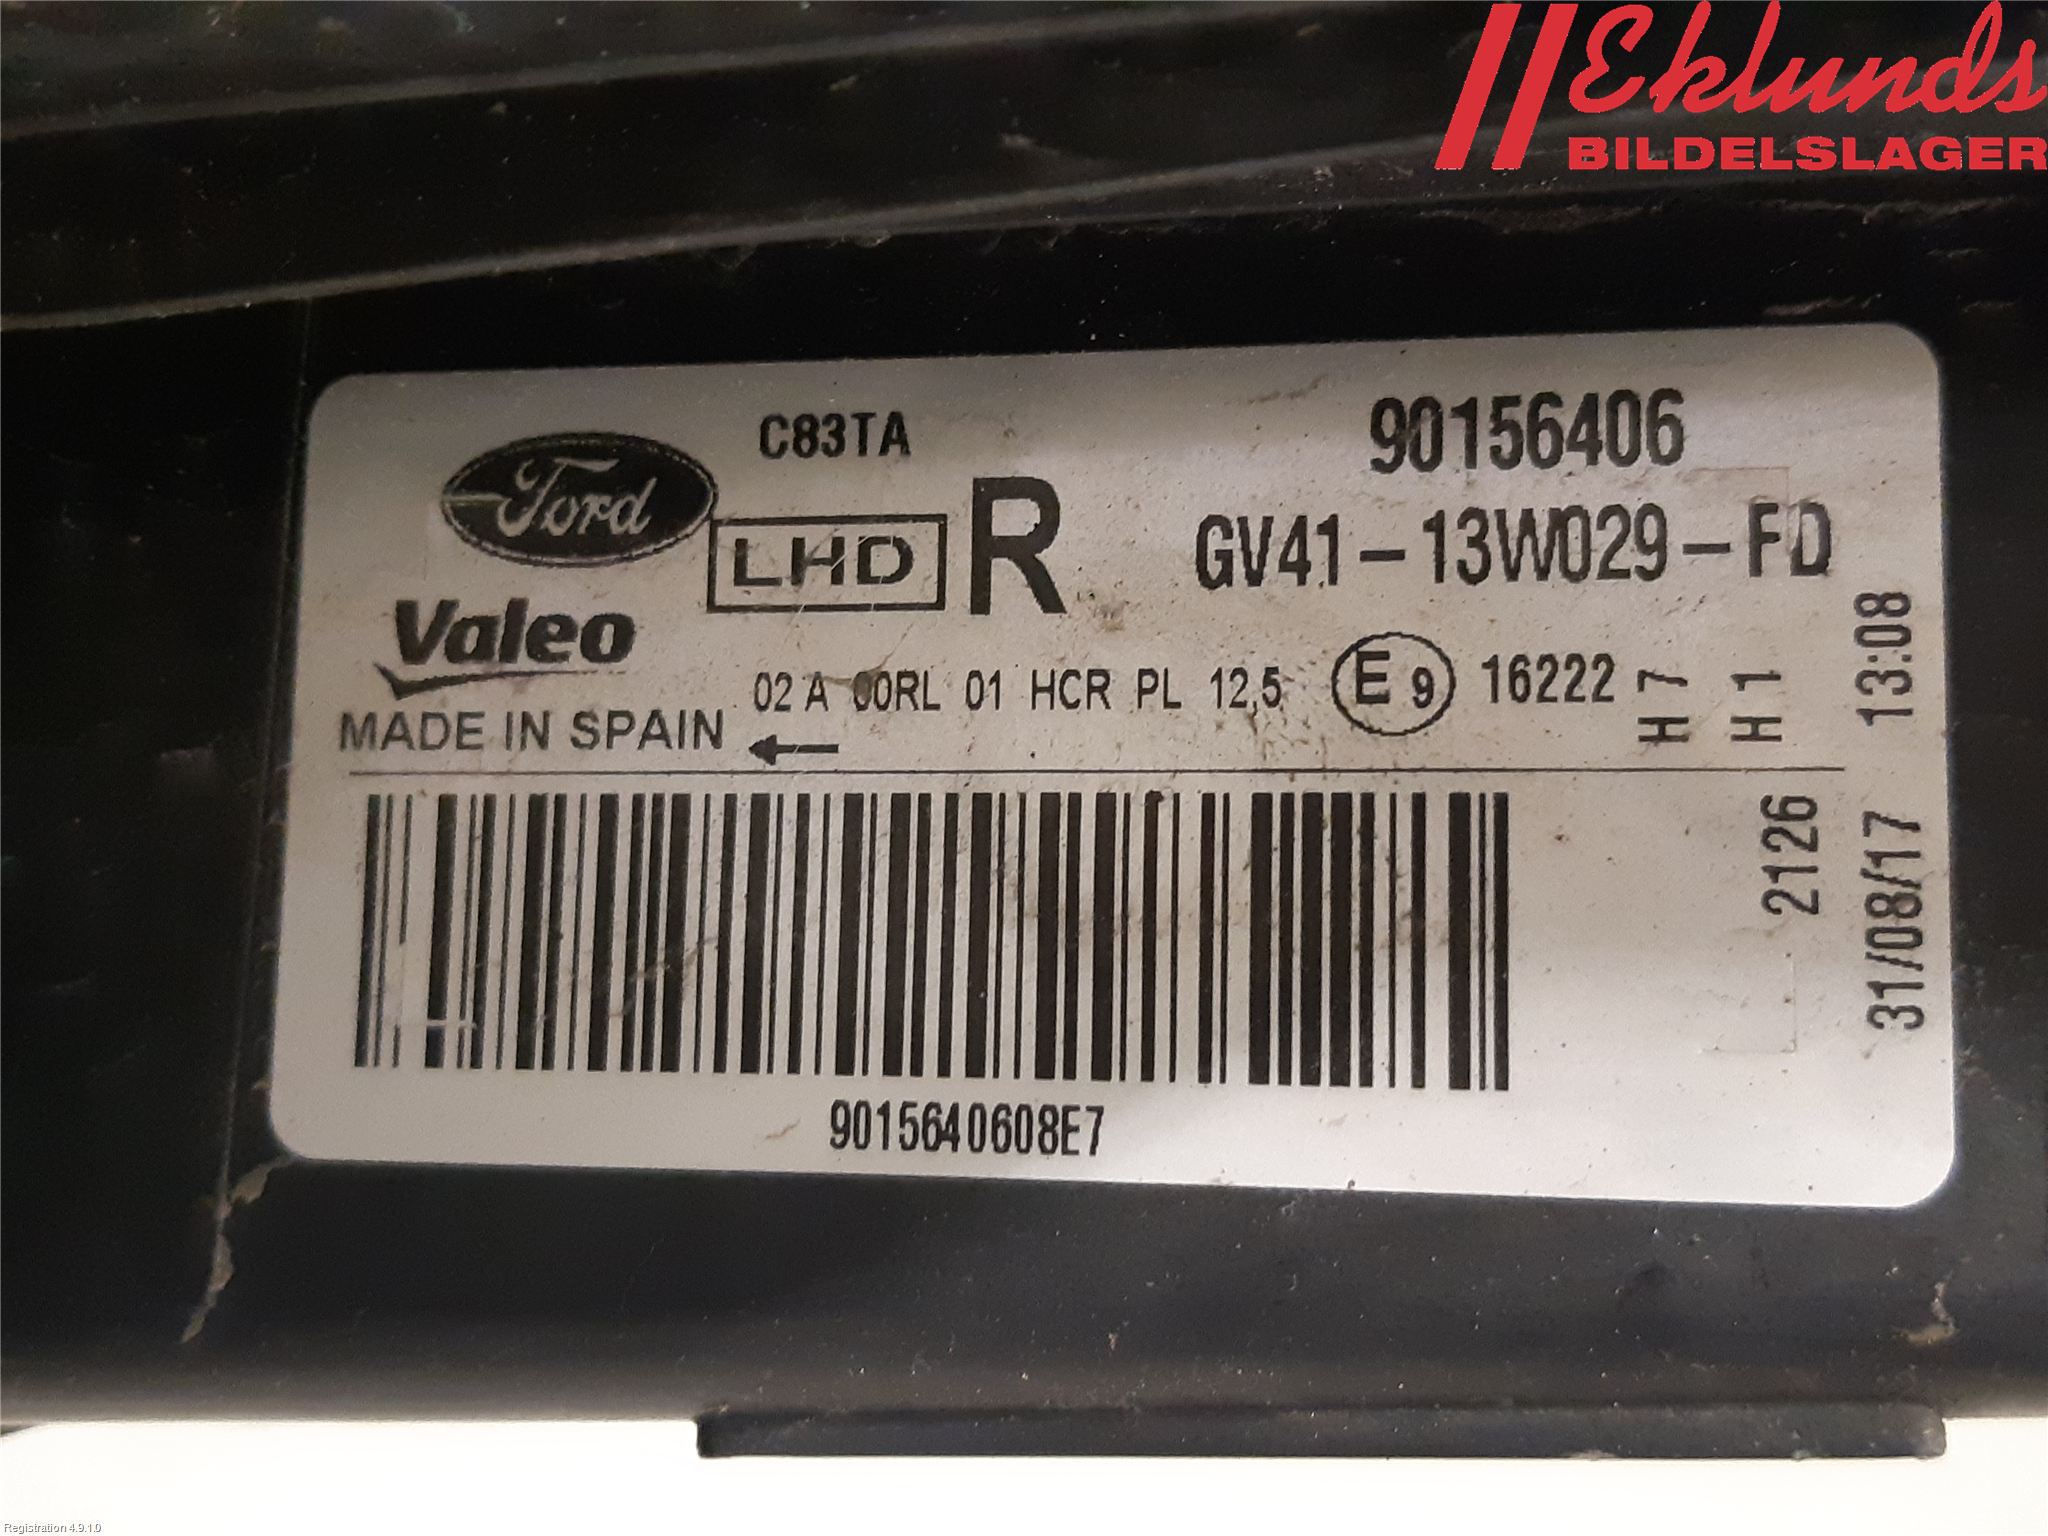 Eklunds
BILDELSLAGER
C83TA
90156406
Ford
LHD
R
GV41-13W029-FD
Valeo
02 A 00RL 01 HCR PL 12,5
E 9
16222
H7
H1
13:08
MADE IN SPAIN
2126
31/08/17
9015640608E7
Registration 4.9.1.0